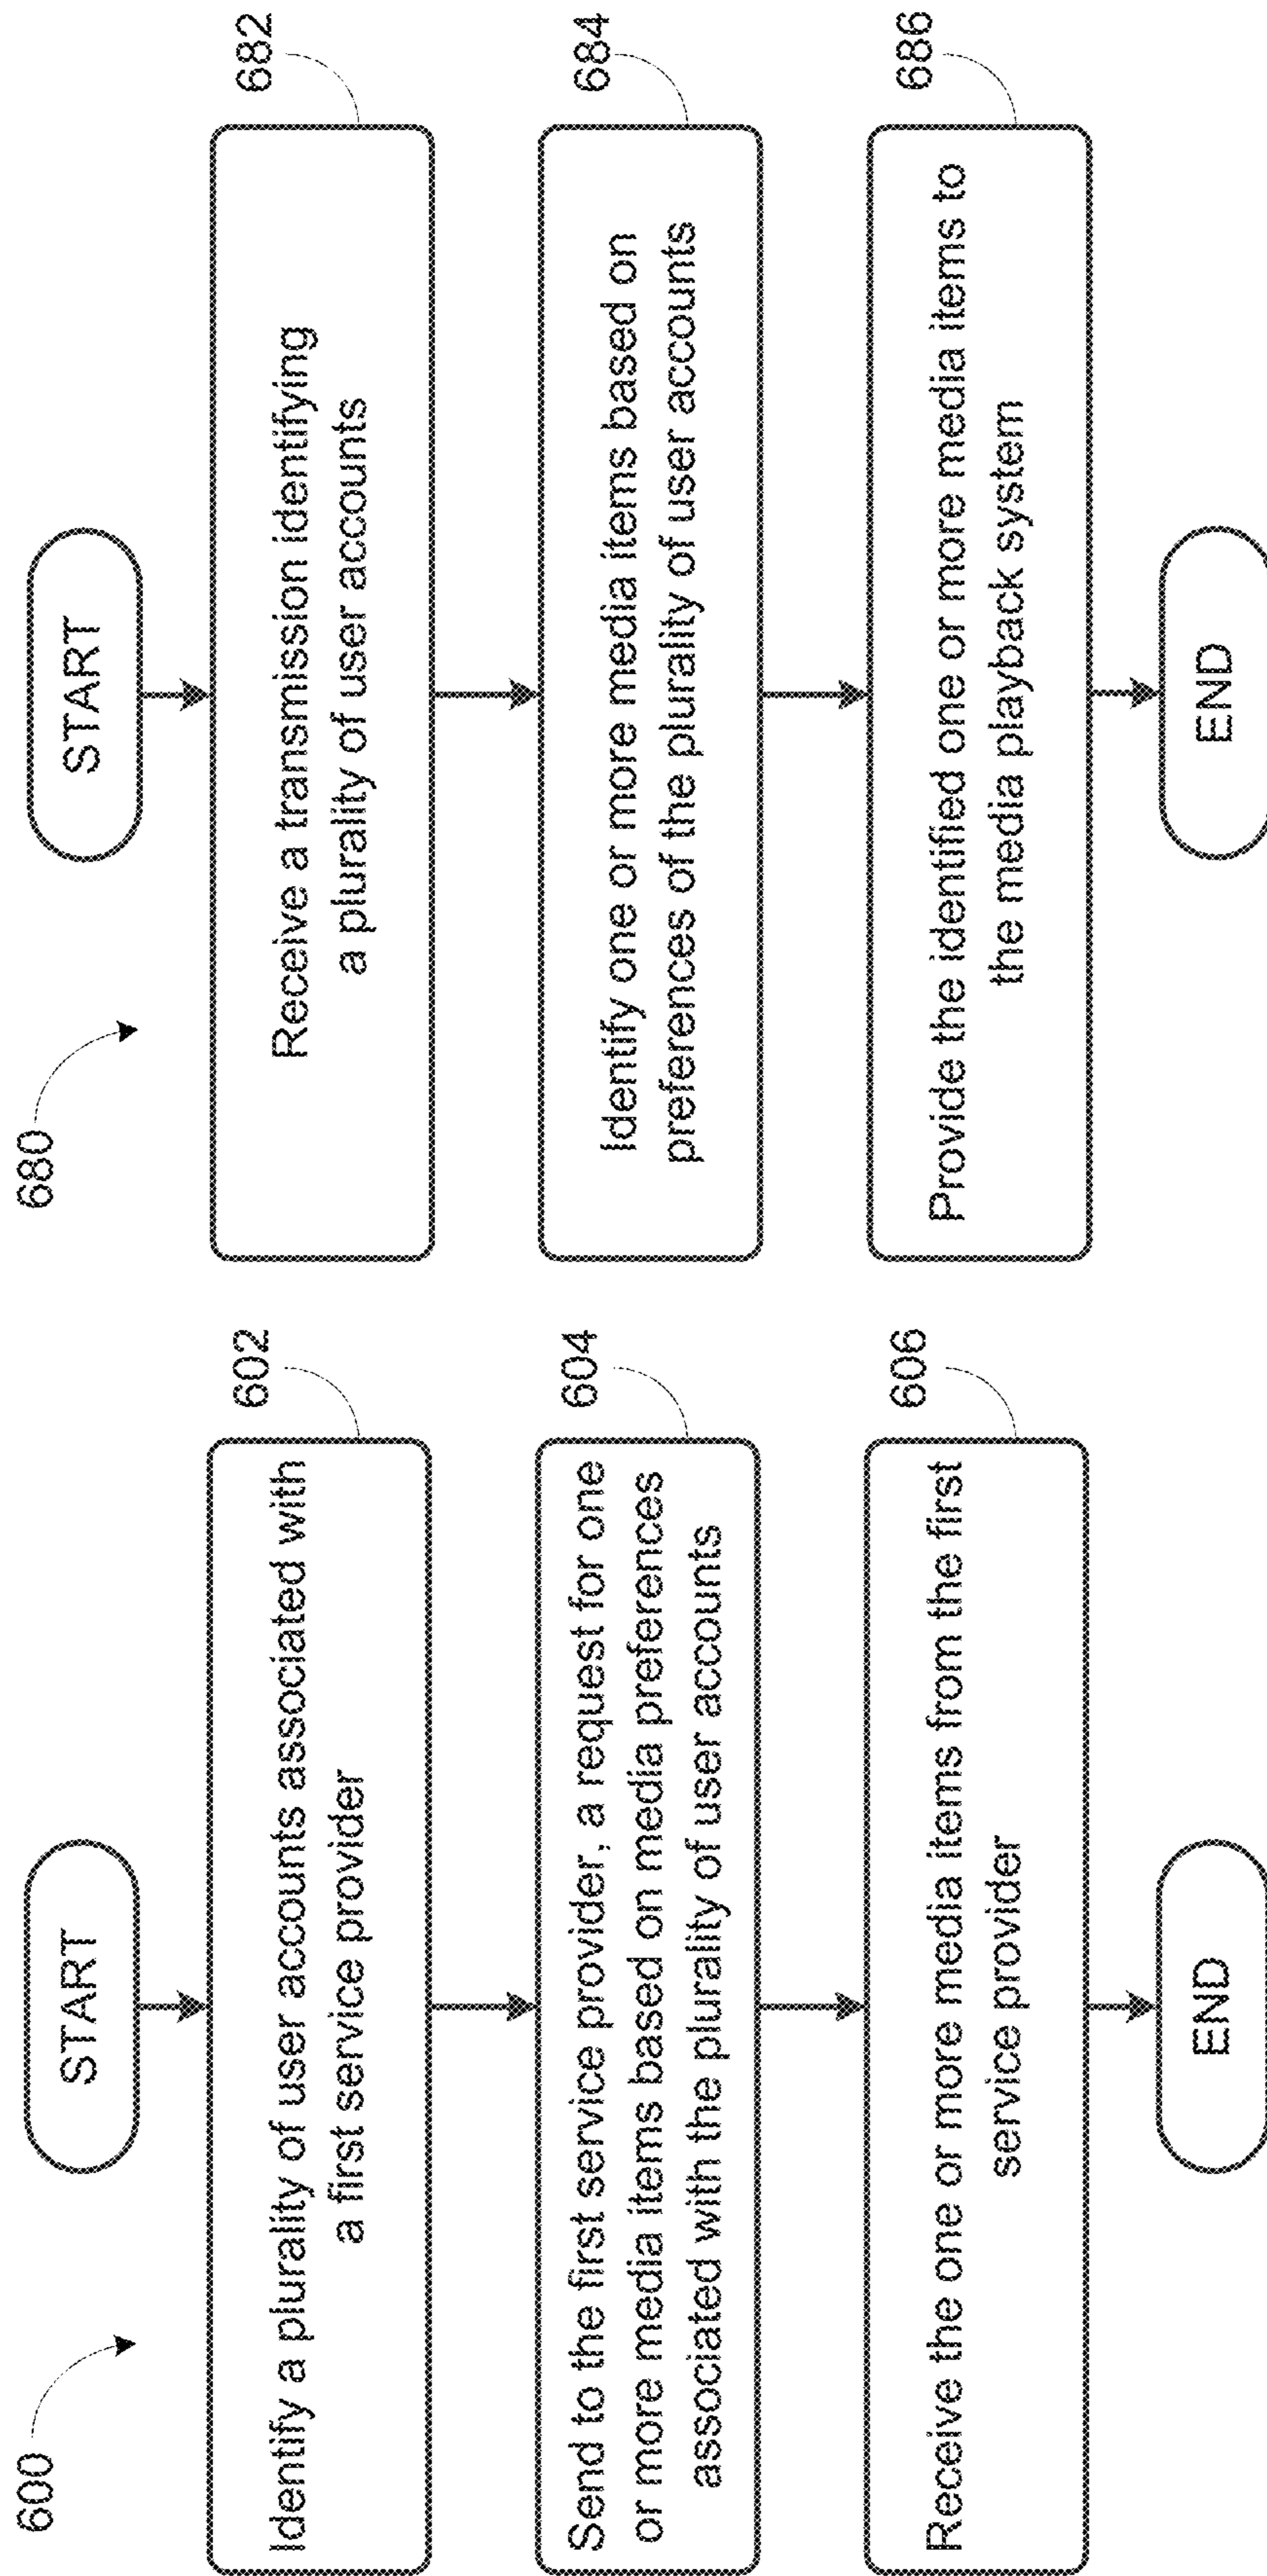 600
START
Identify a plurality of user accounts associated with
a first service provider
602
Send to the first service provider, a request for one
or more media items based on media preferences
associated with the plurality of user accounts
604
Receive the one or more media items from the first
service provider
606
END
680
START
Receive a transmission identifying
a plurality of user accounts
682
Identify one or more media items based on
preferences of the plurality of user accounts
684
Provide the identified one or more media items to
the media playback system
686
END